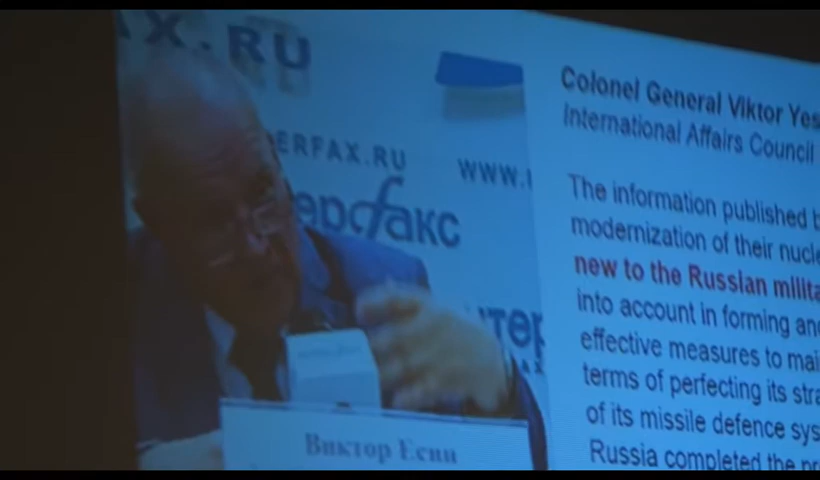 X.RU
ERFAX.RU
WWW.
ерфакс
Виктор Есин
Colonel General Viktor Yes
International Affairs Council
The information published b
modernization of their nucle
new to the Russian milita
into account in forming and
effective measures to mai
terms of perfecting its stra
of its missile defence sys
Russia completed the pr